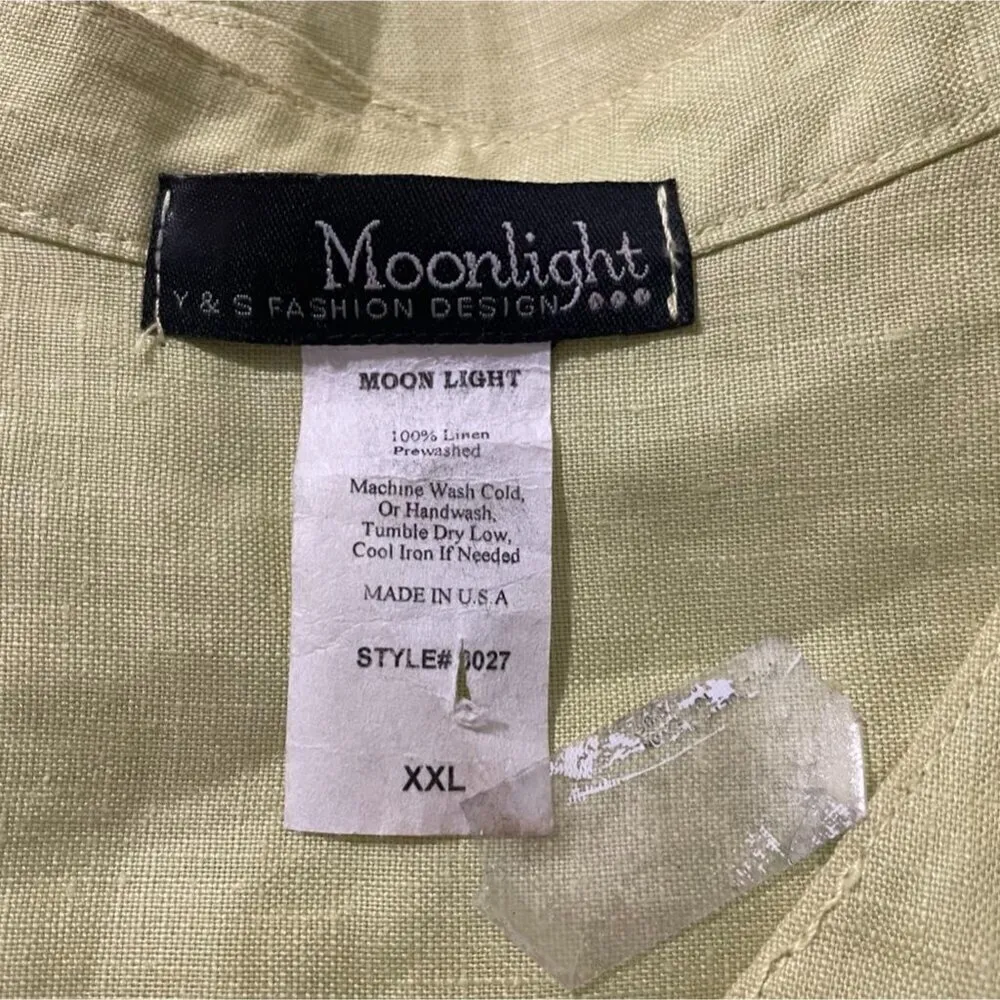 Moonlight
Y & S FASHION DESIGN
MOON LIGHT
100% Linen
Prewashed
Machine Wash Cold,
Or Handwash,
Tumble Dry Low,
Cool Iron If Needed
MADE IN U.S.A
STYLE#
XXL